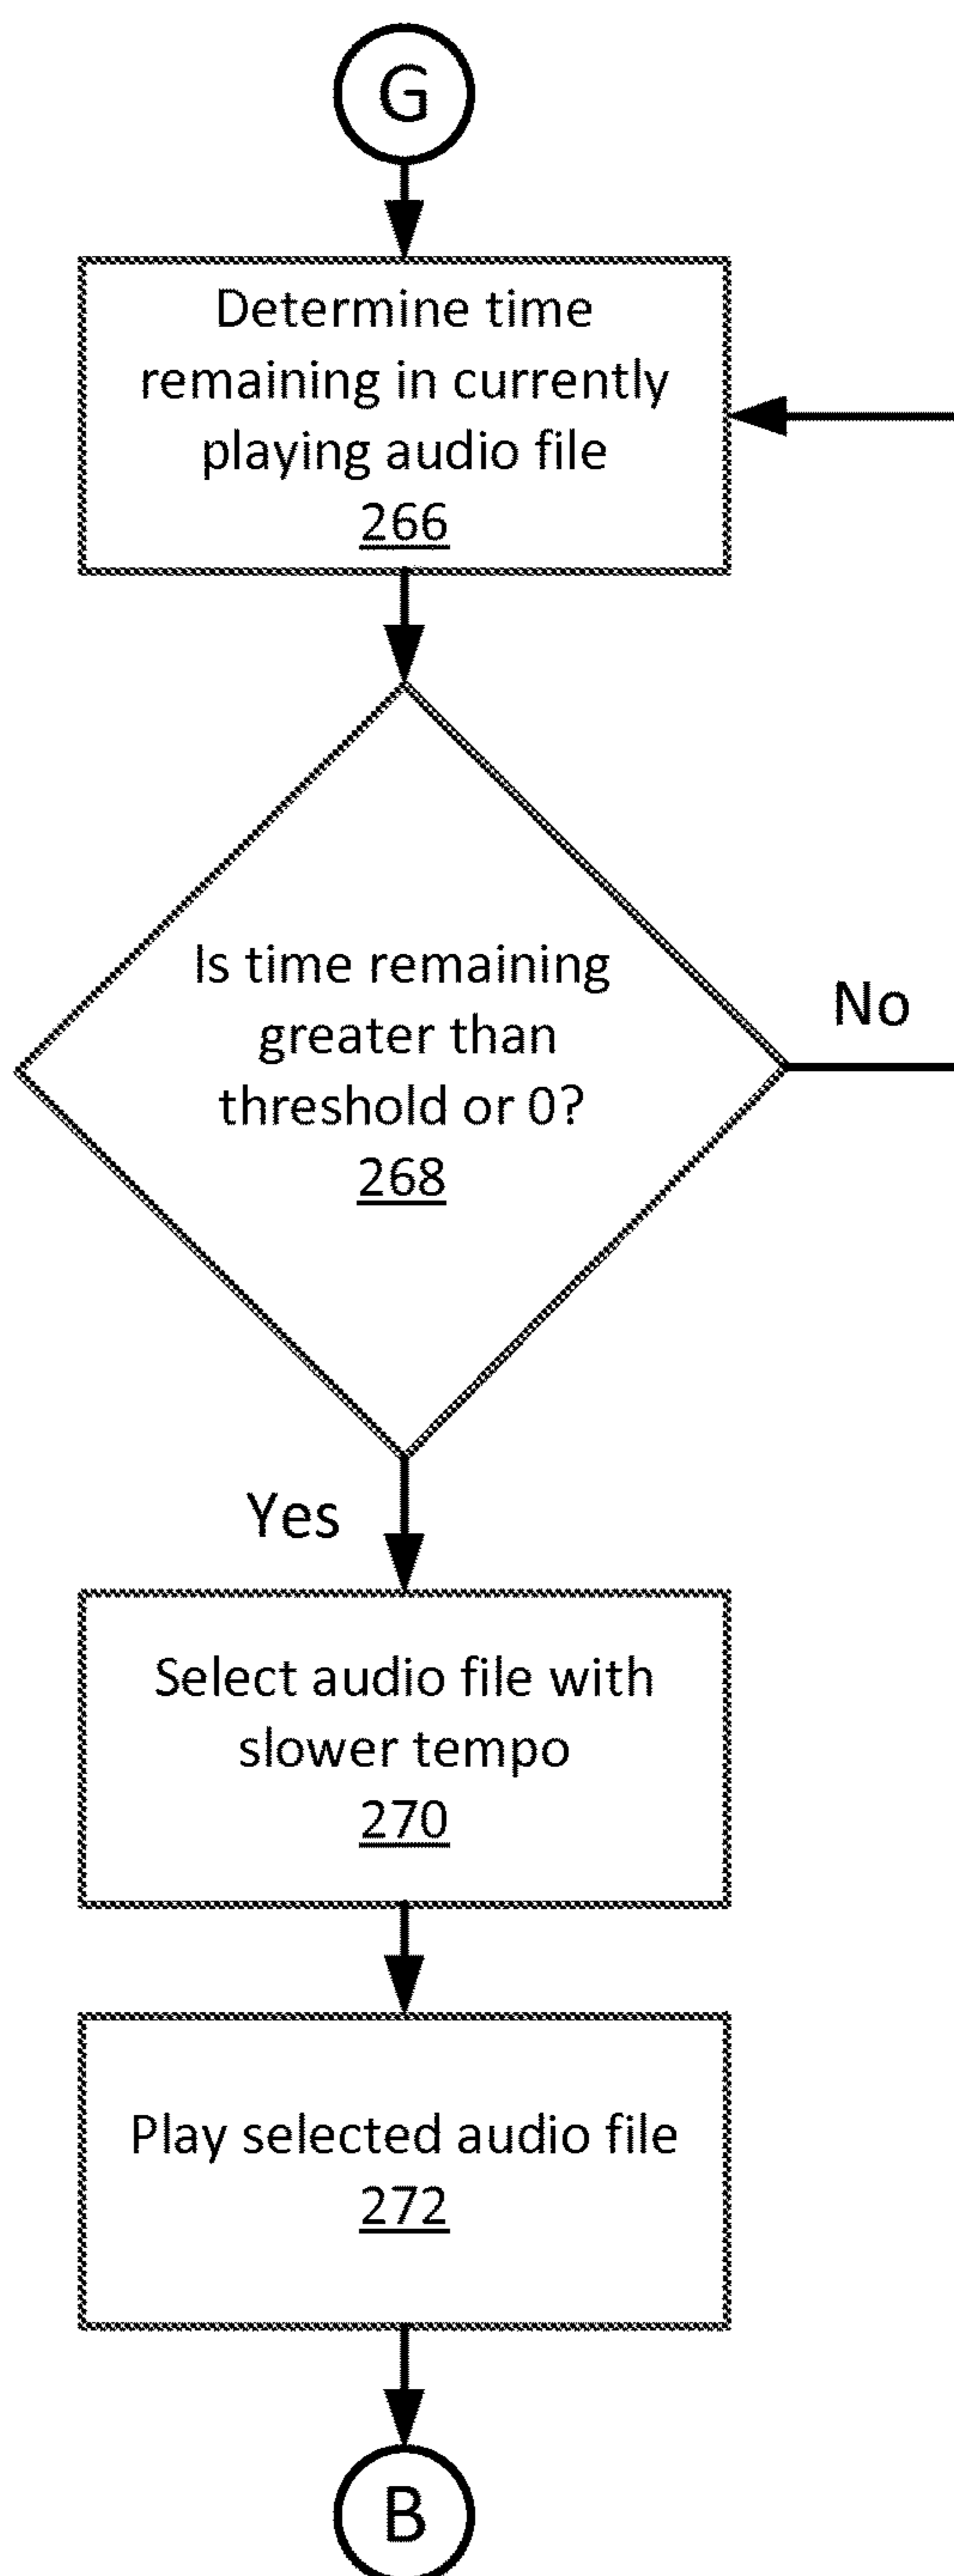 G
Determine time
remaining in currently
playing audio file
266
Is time remaining
greater than
threshold or 0?
268
No
Yes
Select audio file with
slower tempo
270
Play selected audio file
272
B